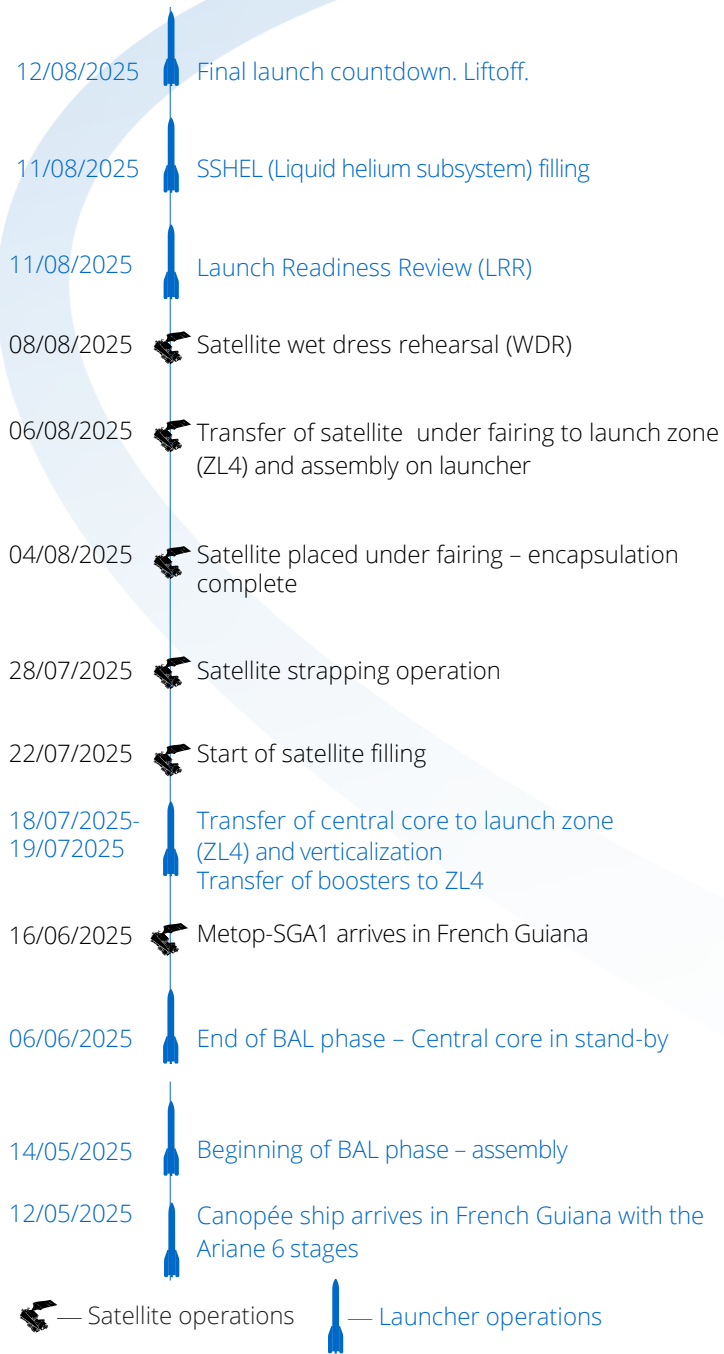 12/08/2025 Final launch countdown. Liftoff.
11/08/2025 SSHEL (Liquid helium subsystem) filling
11/08/2025 Launch Readiness Review (LRR)
08/08/2025 Satellite wet dress rehearsal (WDR)
06/08/2025 Transfer of satellite under fairing to launch zone
(ZL4) and assembly on launcher
04/08/2025 Satellite placed under fairing – encapsulation
complete
28/07/2025 Satellite strapping operation
22/07/2025 Start of satellite filling
18/07/2025- Transfer of central core to launch zone
19/072025 (ZL4) and verticalization
Transfer of boosters to ZL4
16/06/2025 Metop-SGA1 arrives in French Guiana
06/06/2025 End of BAL phase – Central core in stand-by
14/05/2025 Beginning of BAL phase – assembly
12/05/2025 Canopée ship arrives in French Guiana with the
Ariane 6 stages
— Satellite operations — Launcher operations